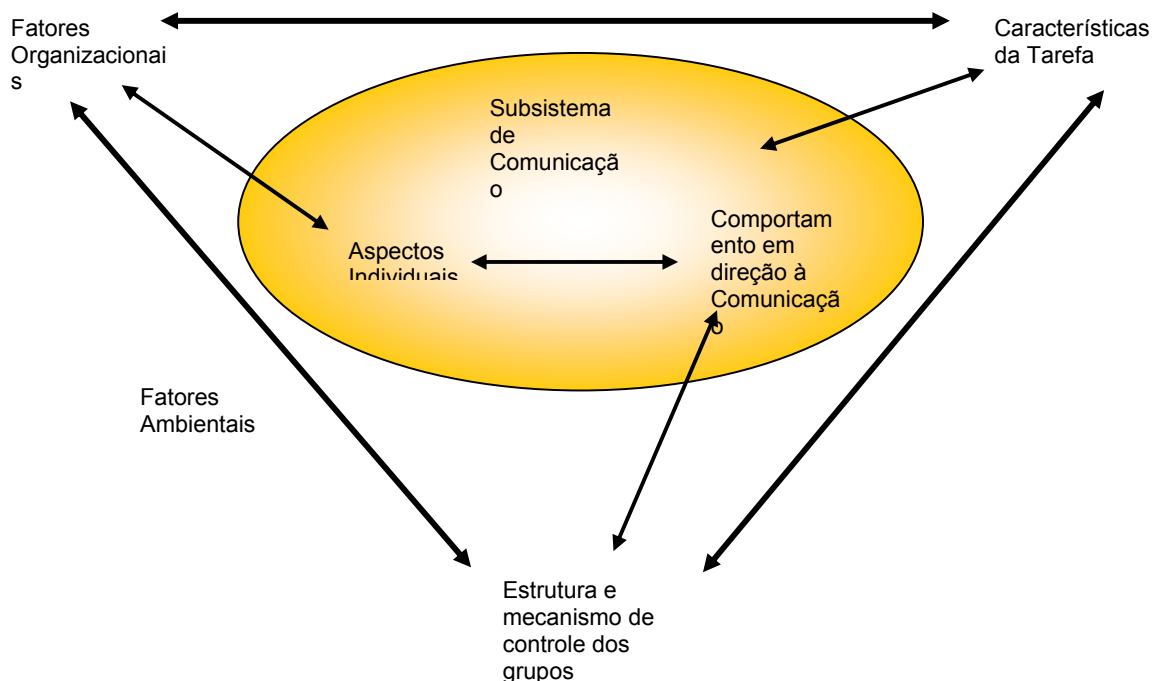 Fatores
Organizacionai
s
Características
da Tarefa
Subsistema
de
Comunicaçã
o
Aspectos
Individuais
Comportam
ento em
direção à
Comunicaçã
o
Fatores
Ambientais
Estrutura e
mecanismo de
controle dos
grupos